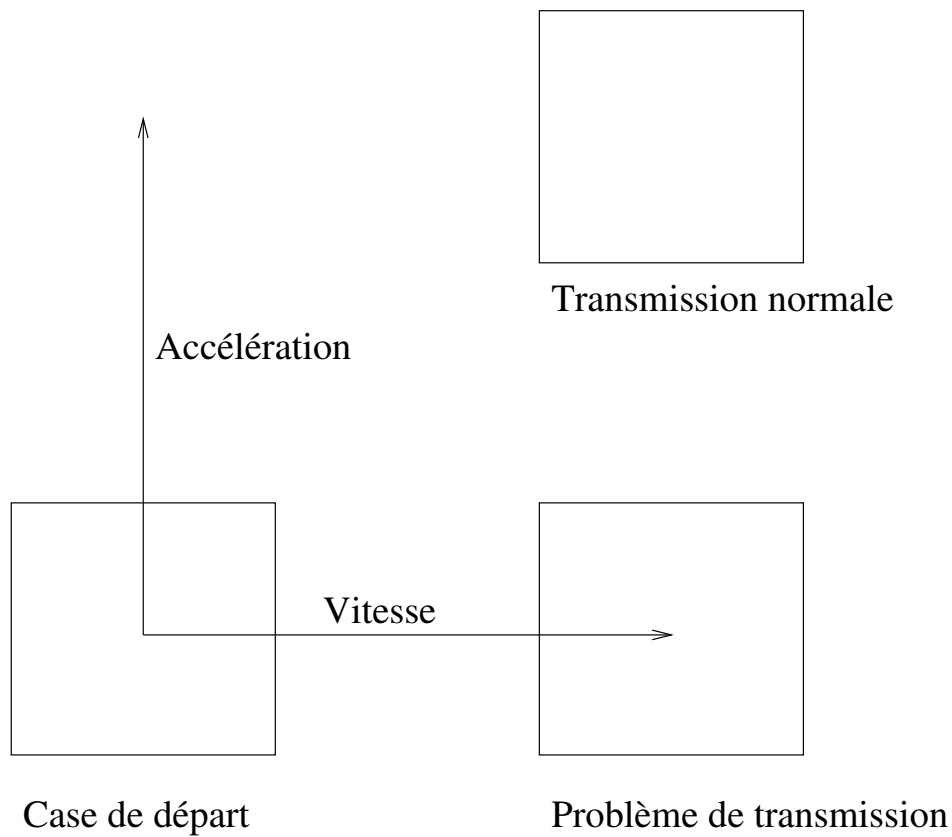 Transmission normale
Accélération
Vitesse
Case de départ
Problème de transmission